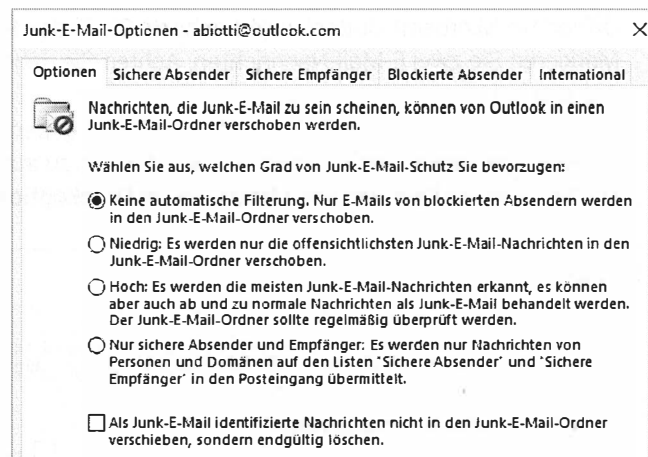 Junk-E-Mail-Optionen - abiotti@outlook.com
Optionen Sichere Absender Sichere Empfänger Blockierte Absender International
Nachrichten, die Junk-E-Mail zu sein scheinen, können von Outlook in einen
Junk-E-Mail-Ordner verschoben werden.
Wählen Sie aus, welchen Grad von Junk-E-Mail-Schutz Sie bevorzugen:
Keine automatische Filterung. Nur E-Mails von blockierten Absendern werden
in den Junk-E-Mail-Ordner verschoben.
Niedrig: Es werden nur die offensichtlichsten Junk-E-Mail-Nachrichten in den
Junk-E-Mail-Ordner verschoben.
Hoch: Es werden die meisten Junk-E-Mail-Nachrichten erkannt, es können
aber auch ab und zu normale Nachrichten als Junk-E-Mail behandelt werden.
Der Junk-E-Mail-Ordner sollte regelmäßig überprüft werden.
Nur sichere Absender und Empfänger: Es werden nur Nachrichten von
Personen und Domänen auf den Listen "Sichere Absender" und "Sichere
Empfänger" in den Posteingang übermittelt.
Als Junk-E-Mail identifizierte Nachrichten nicht in den Junk-E-Mail-Ordner
verschieben, sondern endgültig löschen.